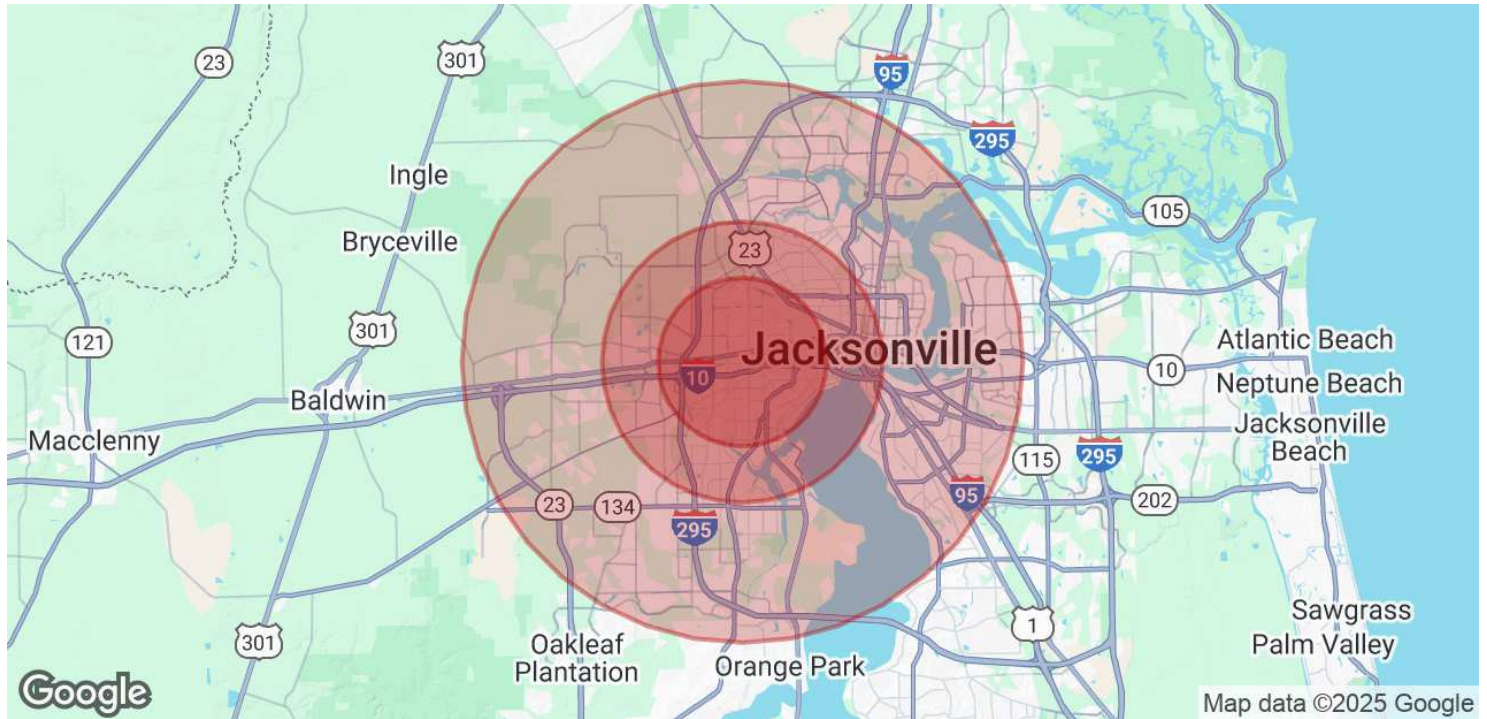 23
301
95
295
Ingle
105
Bryceville
23
301
121
Jacksonville
Atlantic Beach
10
10
Neptune Beach
Baldwin
Jacksonville
Beach
Macclenny
115
295
95
23
134
202
295
Sawgrass
1
301
Oakleaf
Plantation
Palm Valley
Orange Park
Google
Map data ©2025 Google